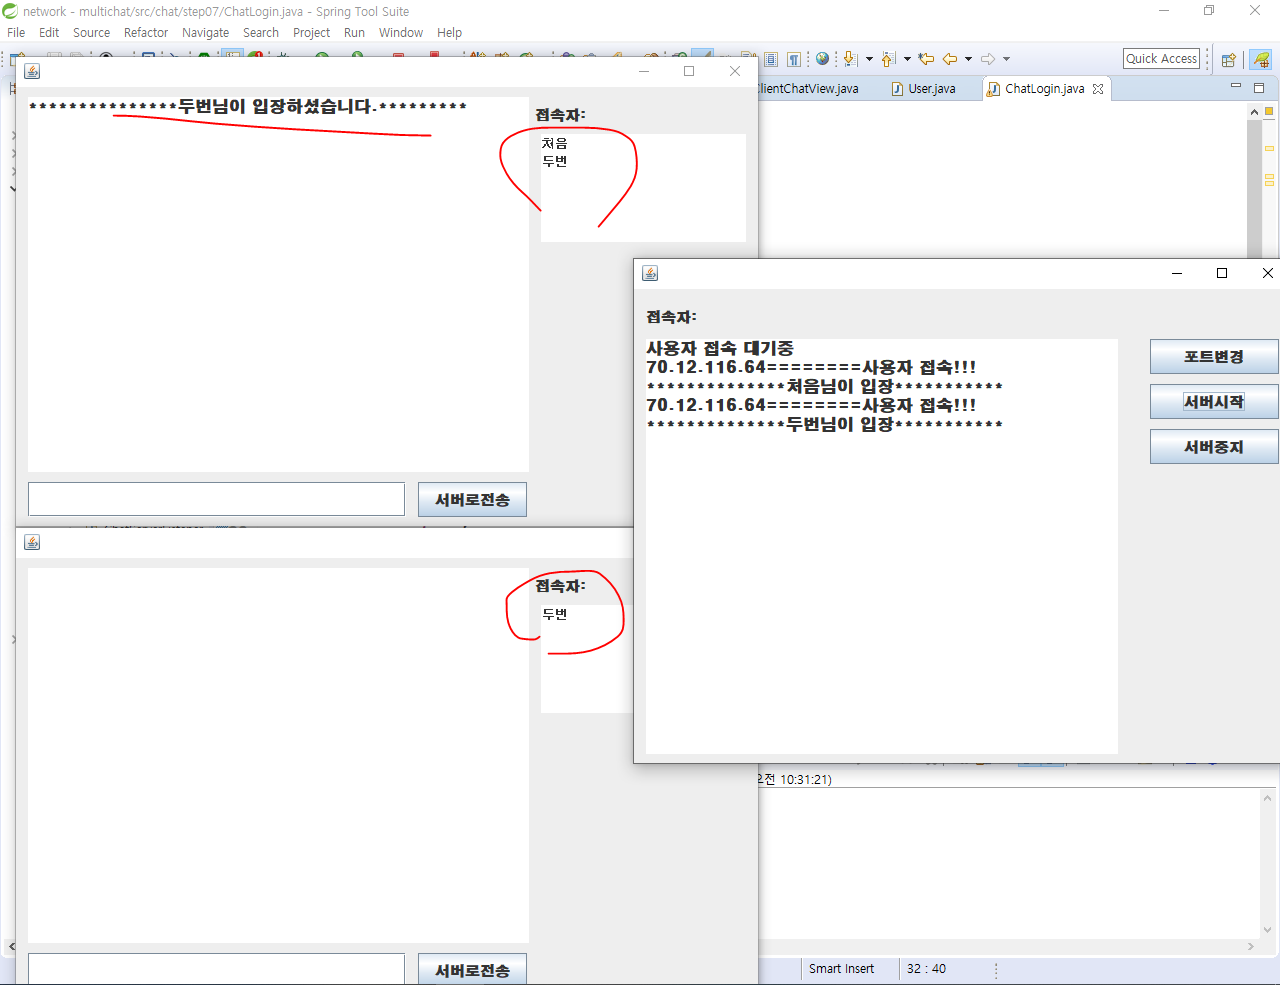 network - multichat/src/chat/step07/ChatLogin.java - Spring Tool Suite
File Edit Source Refactor Navigate Search Project Run Window Help
Quick Access
ClientChatView.java User.java ChatLogin.java
***************두번님이 입장하셨습니다.*********
접속자:
처음
두번
서버로전송
접속자:
사용자 접속 대기중
70.12.116.64========사용자 접속!!!
**************처음님이 입장***********
70.12.116.64========사용자 접속!!!
**************두번님이 입장***********
포트변경
서버시작
서버중지
접속자:
두번
서버로전송
오전 10:31:21)
Smart Insert 32 : 40